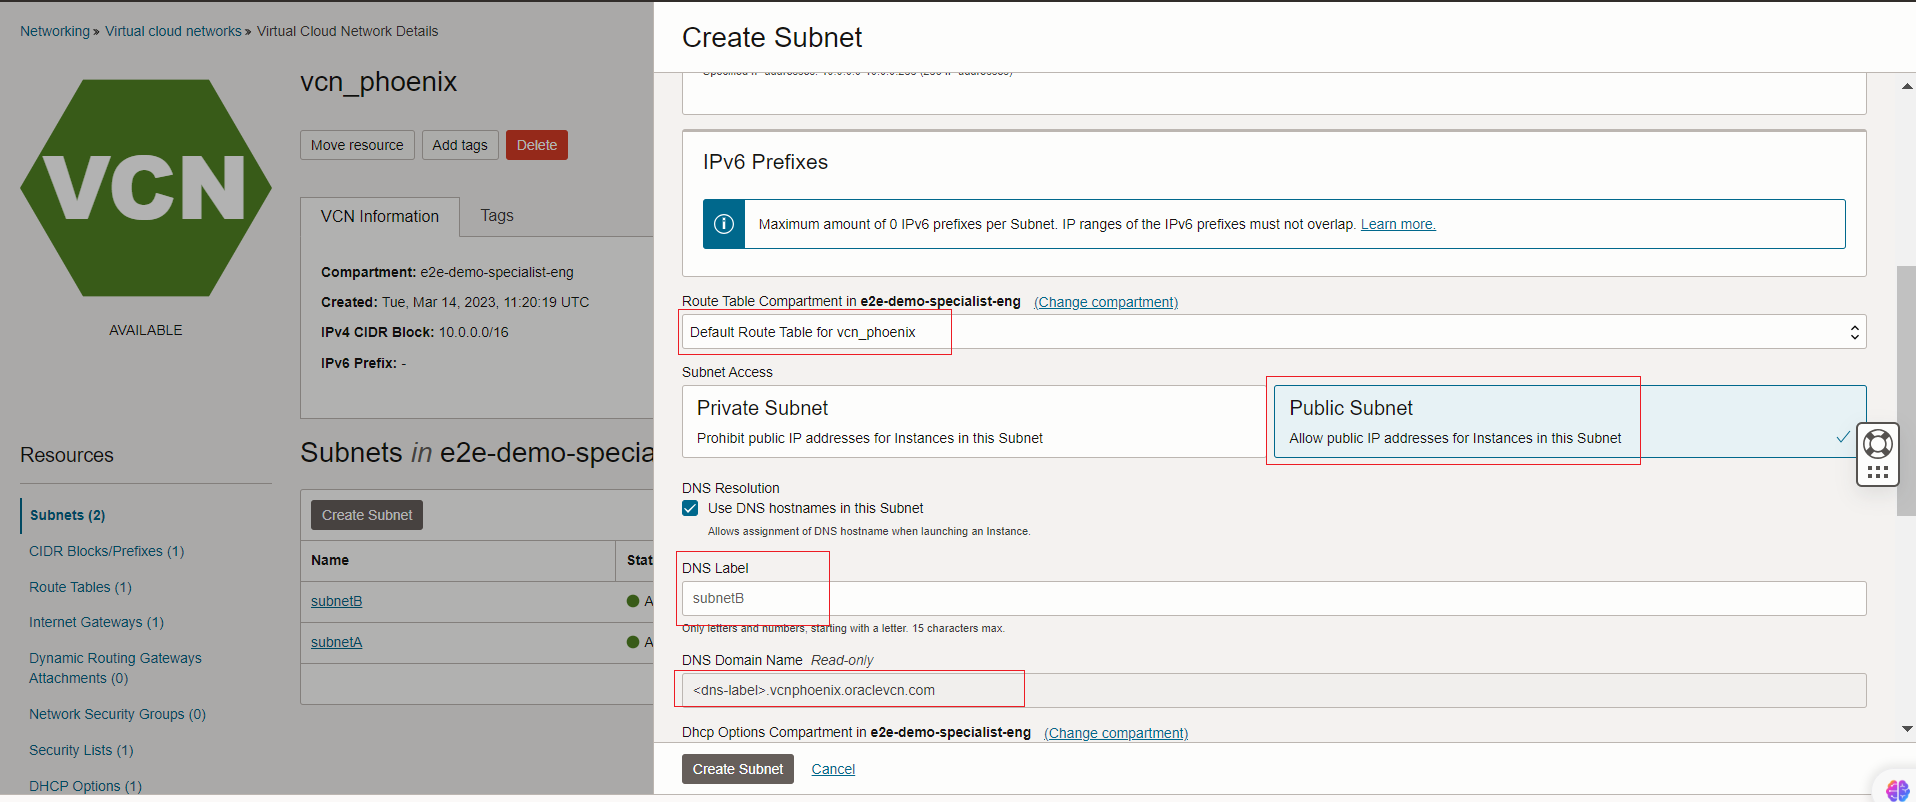 Networking » Virtual cloud networks » Virtual Cloud Network Details
VCN
AVAILABLE
vcn_phoenix
Move resource
Add tags
Delete
VCN Information
Tags
Compartment: e2e-demo-specialist-eng
Created: Tue, Mar 14, 2023, 11:20:19 UTC
IPv4 CIDR Block: 10.0.0.0/16
IPv6 Prefix: -
Resources
Subnets (2)
CIDR Blocks/Prefixes (1)
Route Tables (1)
Internet Gateways (1)
Dynamic Routing Gateways
Attachments (0)
Network Security Groups (0)
Security Lists (1)
DHCP Options (1)
Subnets in e2e-demo-specia
Create Subnet
Name
Stat
subnetB
A
subnetA
A
Create Subnet
IPv6 Prefixes
Maximum amount of 0 IPv6 prefixes per Subnet. IP ranges of the IPv6 prefixes must not overlap. Learn more.
Route Table Compartment in e2e-demo-specialist-eng (Change compartment)
Default Route Table for vcn_phoenix
Subnet Access
Private Subnet
Prohibit public IP addresses for Instances in this Subnet
Public Subnet
Allow public IP addresses for Instances in this Subnet
DNS Resolution
Use DNS hostnames in this Subnet
Allows assignment of DNS hostname when launching an Instance.
DNS Label
subnetB
Only letters and numbers, starting with a letter. 15 characters max.
DNS Domain Name Read-only
<dns-label>.vcnphoenix.oraclevcn.com
Dhcp Options Compartment in e2e-demo-specialist-eng (Change compartment)
Create Subnet
Cancel